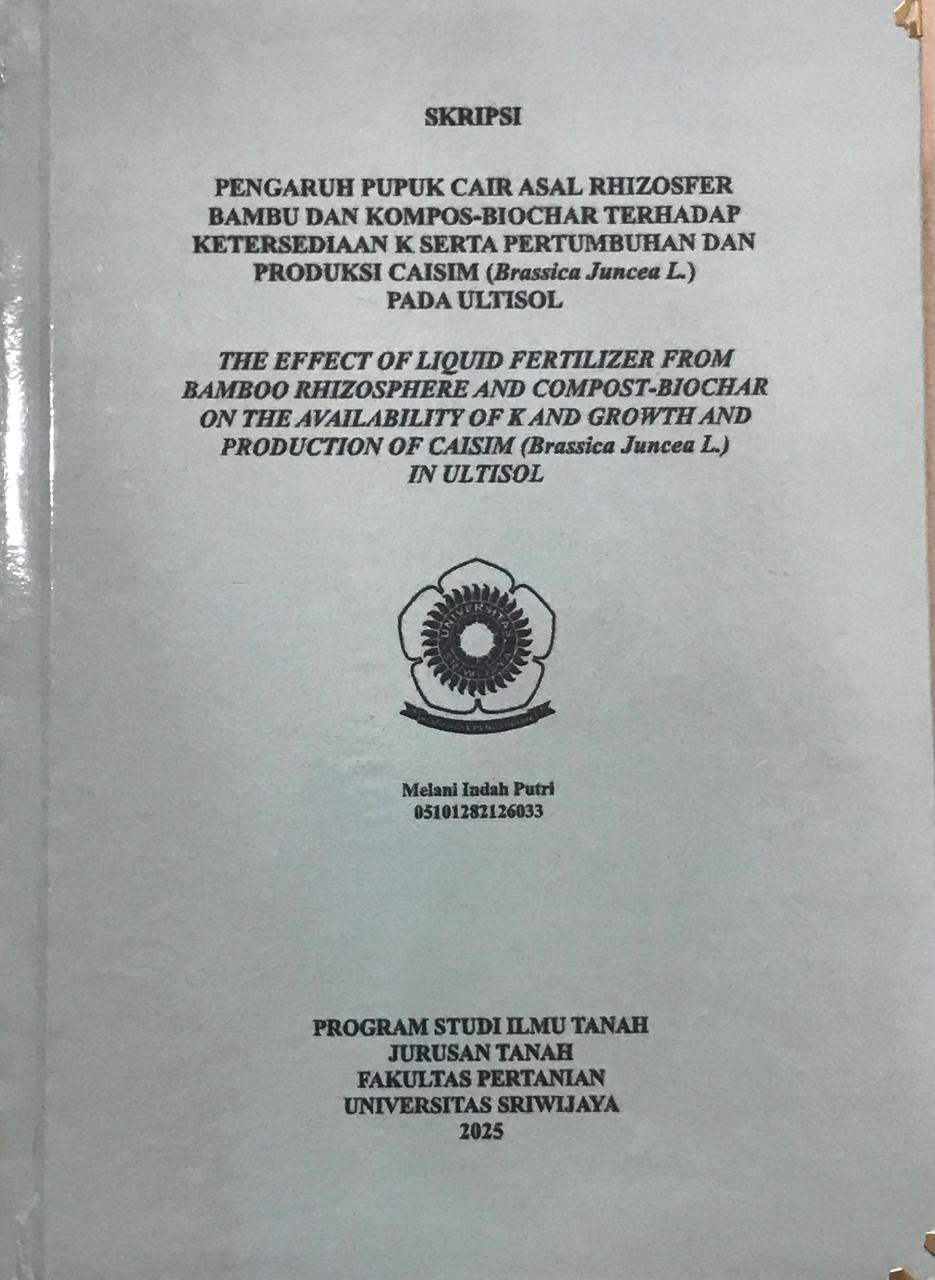 SKRIPSI
PENGARUH PUPUK CAIR ASAL RHIZOSFER
BAMBU DAN KOMPOS-BIOCHAR TERHADAP
KETERSEDIAAN K SERTA PERTUMBUHAN DAN
PRODUKSI CAISIM (Brassica Juncea L.)
PADA ULTISOL
THE EFFECT OF LIQUID FERTILIZER FROM
BAMBOO RHIZOSPHERE AND COMPOST-BIOCHAR
ON THE AVAILABILITY OF K AND GROWTH AND
PRODUCTION OF CAISIM (Brassica Juncea L.)
IN ULTISOL
UNIVERSITAS
SRIWIJAYA
Melani Indah Putri
05101282126033
PROGRAM STUDI ILMU TANAH
JURUSAN TANAH
FAKULTAS PERTANIAN
UNIVERSITAS SRIWIJAYA
2025